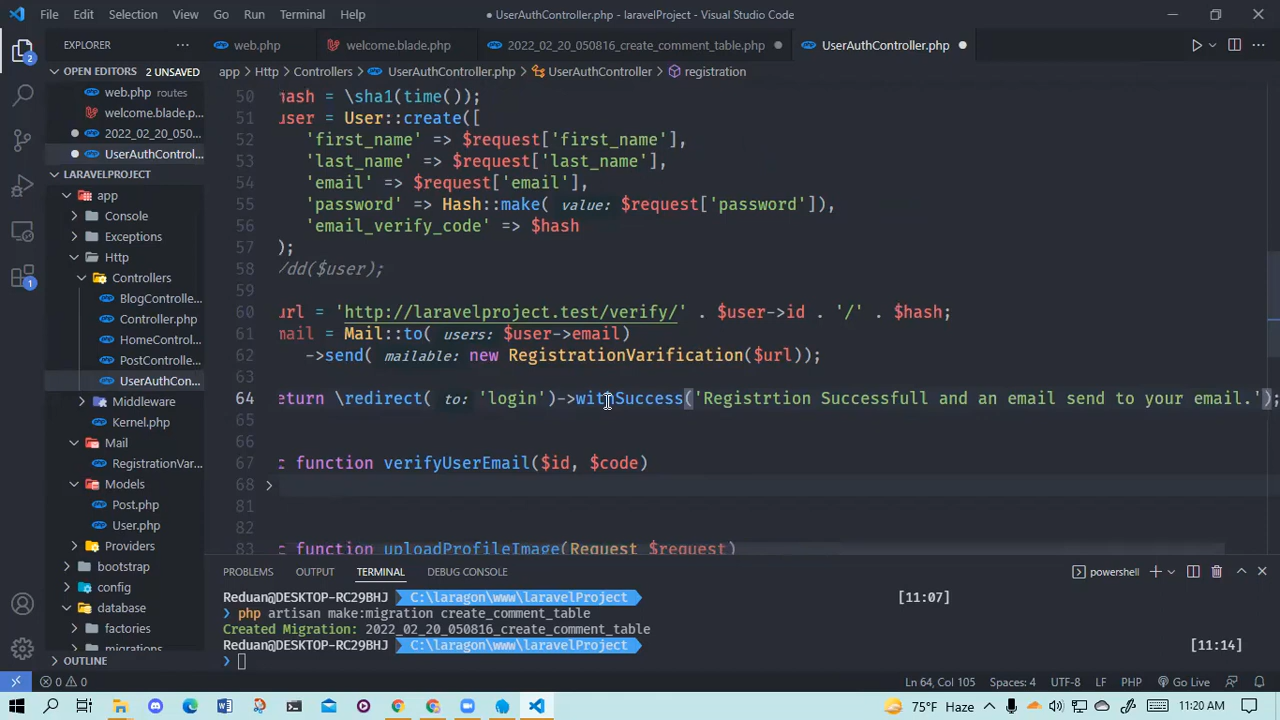 File Edit Selection View Go Run Terminal Help
● UserAuthController.php - laravelProject - Visual Studio Code
EXPLORER
web.php
welcome.blade.php
2022_02_20_050816_create_comment_table.php
UserAuthController.php
app > Http > Controllers > UserAuthController.php > UserAuthController > registration
OPEN EDITORS 2 UNSAVED
web.php routes
welcome.blade.php
2022_02_20_050...
UserAuthControl...
LARAVELPROJECT
app
Console
Exceptions
Http
Controllers
BlogControlle...
Controller.php
HomeControl...
PostControlle...
UserAuthCon...
Middleware
Kernel.php
Mail
RegistrationVar...
Models
Post.php
User.php
Providers
bootstrap
config
database
factories
migrations
OUTLINE
50 hash = \sha1(time());
51 user = User::create([
52 'first_name' => $request['first_name'],
53 'last_name' => $request['last_name'],
54 'email' => $request['email'],
55 'password' => Hash::make( value: $request['password']),
56 'email_verify_code' => $hash
57 );
58 /dd($user);
59
60 url = 'http://laravelproject.test/verify/' . $user->id . '/' . $hash;
61 mail = Mail::to( users: $user->email)
62 ->send( mailable: new RegistrationVarification($url));
63
64 eturn \redirect( to: 'login')->withSuccess('Registrtion Successfull and an email send to your email.');
65
66
67 c function verifyUserEmail($id, $code)
68 >
81
82
83 c function uploadProfileImage(Request $request)
PROBLEMS OUTPUT TERMINAL DEBUG CONSOLE
powershell
Reduan@DESKTOP-RC29BHJ C:\laragon\www\laravelProject [11:07]
> php artisan make:migration create_comment_table
Created Migration: 2022_02_20_050816_create_comment_table
Reduan@DESKTOP-RC29BHJ C:\laragon\www\laravelProject [11:14]
>
0 0 Ln 64, Col 105 Spaces: 4 UTF-8 LF PHP Go Live
75°F Haze 11:20 AM